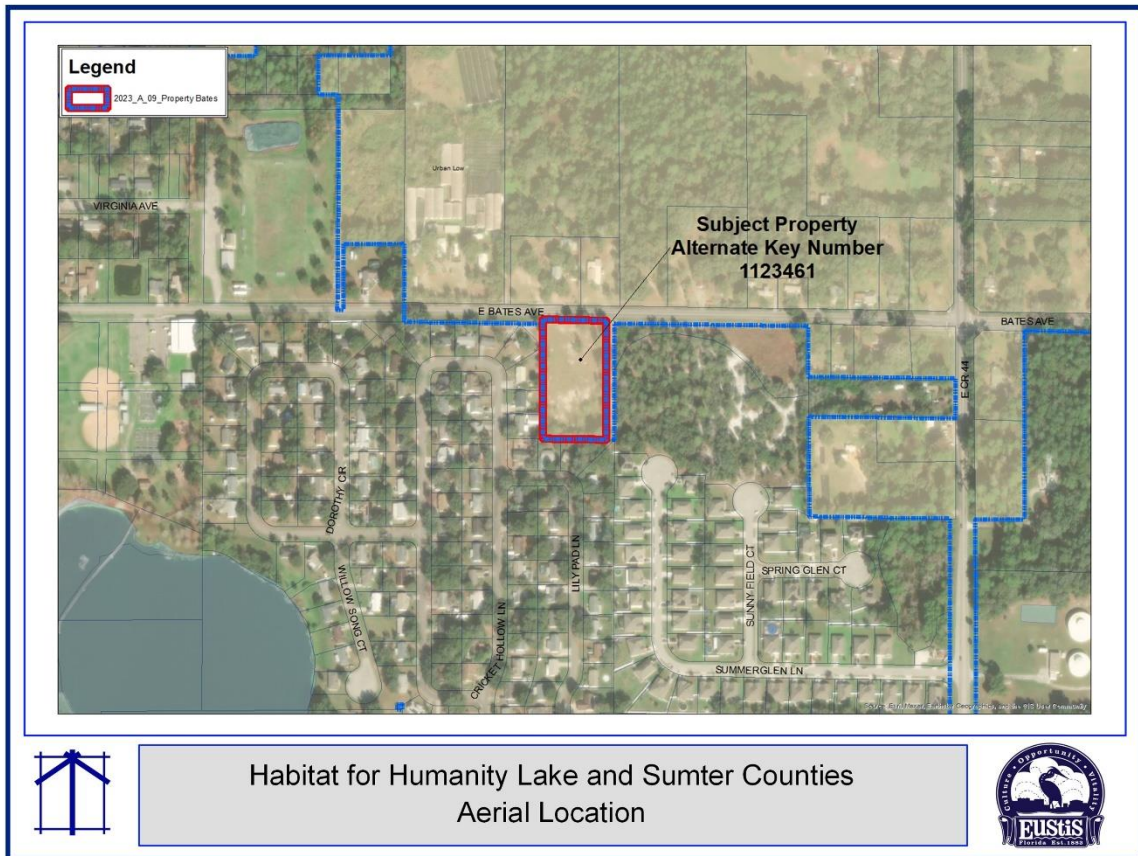 Legend
2023_A_09_Property Bates
Urban Low
VIRGINIA AVE
Subject Property
Alternate Key Number
1123461
E BATES AVE
BATES AVE
E CR 44
DOROTHY CIR
WILLOW SONG CT
CRICKET HOLLOW LN
LILY PAD LN
SUNNY FIELD CT
SPRING GLEN CT
SUMMERGLEN LN
Habitat for Humanity Lake and Sumter Counties
Aerial Location
Culture • Opportunity • Vitality
EUSTIS
Florida Est.1883